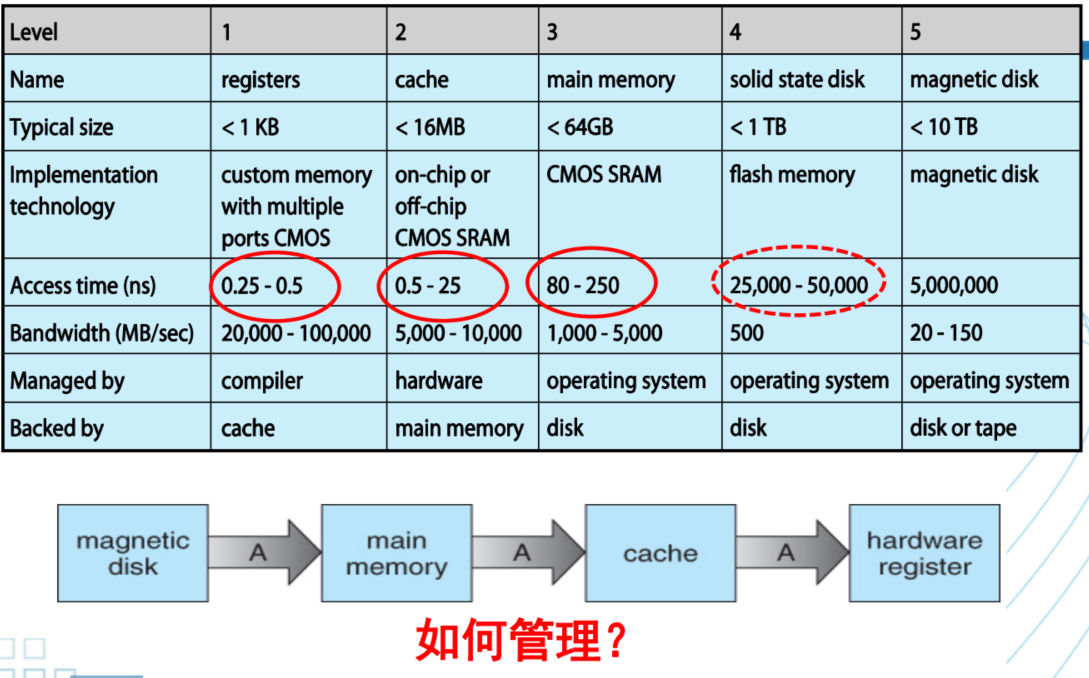 Level 1 2 3 4 5
Name registers cache main memory solid state disk magnetic disk
Typical size < 1 KB < 16MB < 64GB < 1 TB < 10 TB
Implementation custom memory on-chip or CMOS SRAM flash memory magnetic disk
technology with multiple off-chip
ports CMOS CMOS SRAM
Access time (ns) 0.25 - 0.5 0.5 - 25 80 - 250 25,000 - 50,000 5,000,000
Bandwidth (MB/sec) 20,000 - 100,000 5,000 - 10,000 1,000 - 5,000 500 20 - 150
Managed by compiler hardware operating system operating system operating system
Backed by cache main memory disk disk disk or tape
magnetic main hardware
A A cache A
disk memory register
如何管理?